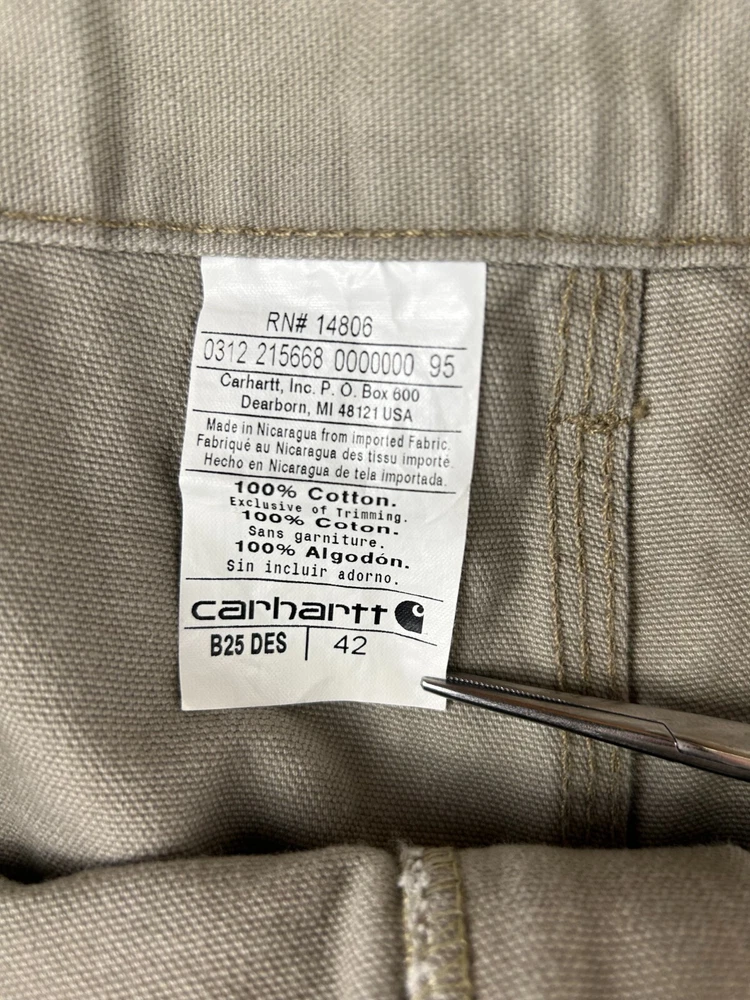 RN# 14806
0312 215668 0000000 95
Carhartt, Inc. P. O. Box 600
Dearborn, MI 48121 USA
Made in Nicaragua from imported Fabric.
Fabriqué au Nicaragua des tissu importé.
Hecho en Nicaragua de tela importada.
100% Cotton.
Exclusive of Trimming.
100% Coton.
Sans garniture.
100% Algodón.
Sin incluir adorno.
carhartt
B25 DES | 42